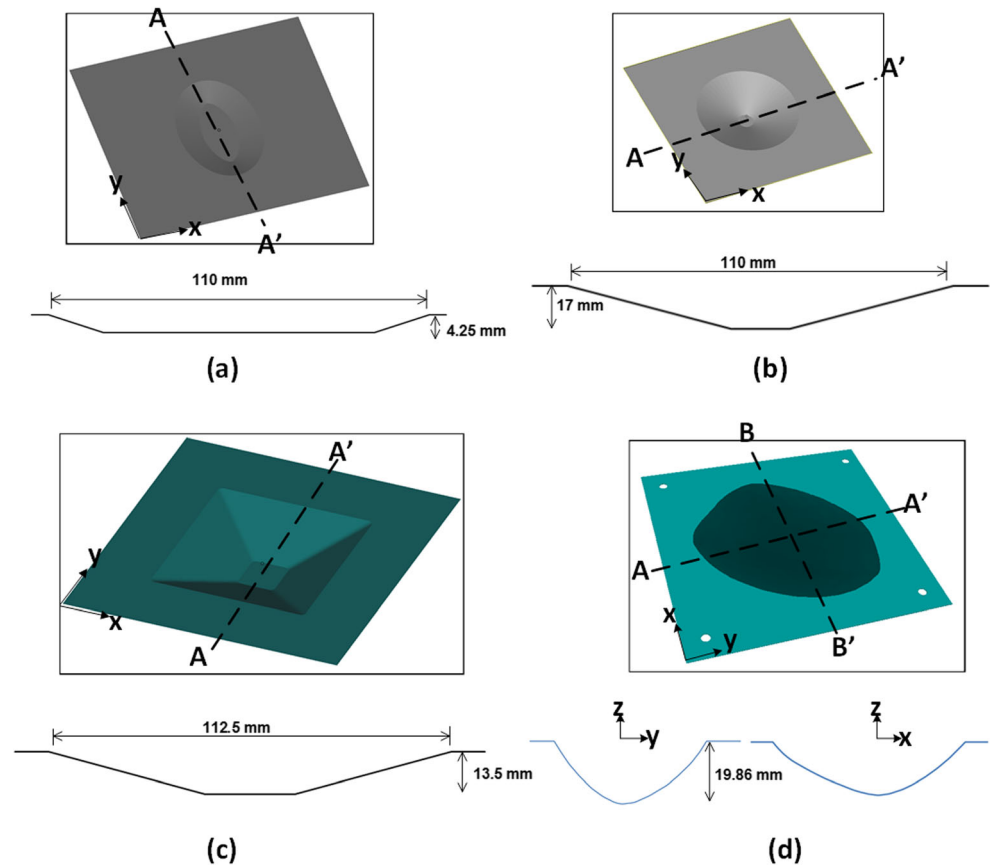 A
y
x
A'
110 mm
4.25 mm
(a)
A'
A
y
x
110 mm
17 mm
(b)
A'
y
x
A
112.5 mm
13.5 mm
(c)
B
A'
A
x
y
B'
z
y
19.86 mm
z
x
(d)